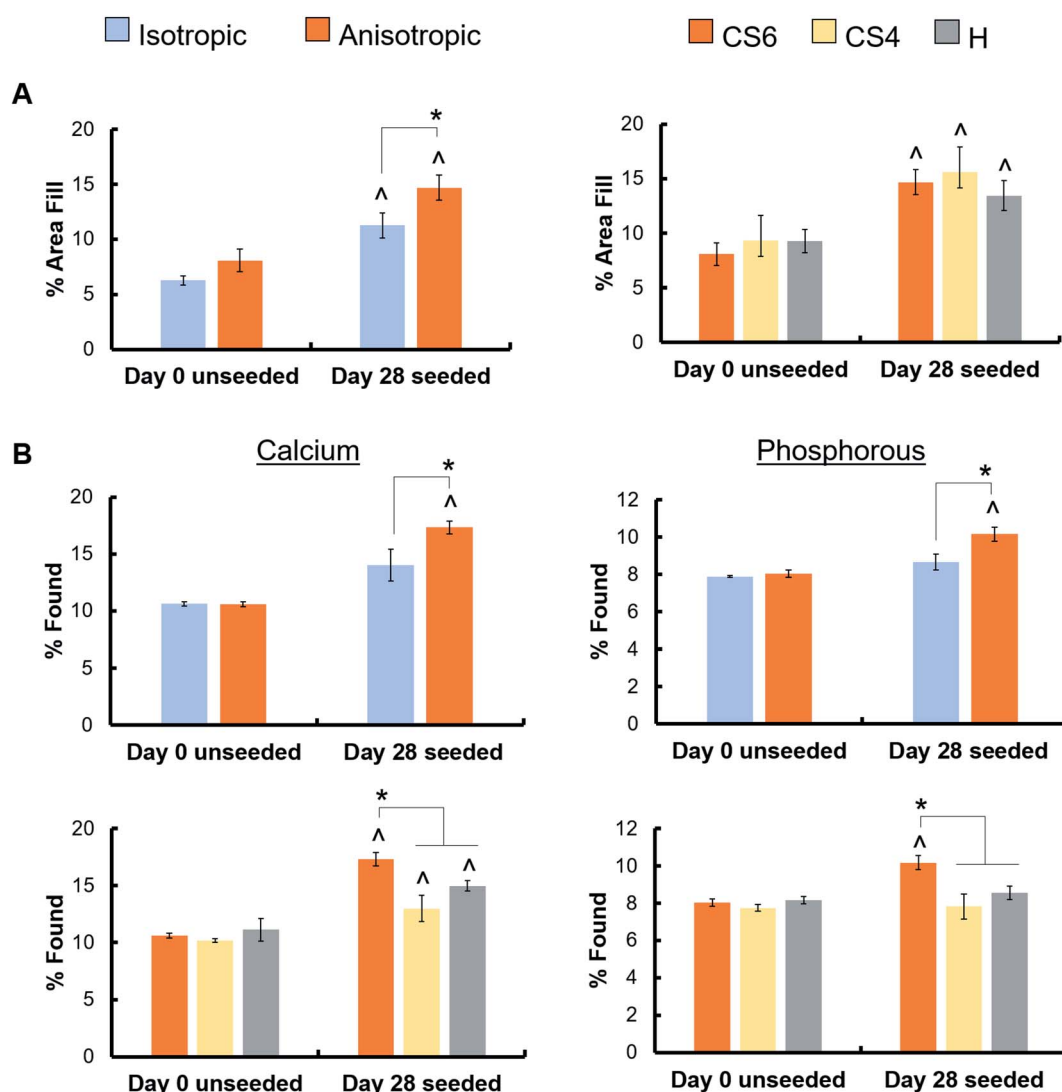 Isotropic Anisotropic CS6 CS4 H
A
% Area Fill
20
15
10
5
0
^ ^ *
Day 0 unseeded Day 28 seeded
% Area Fill
20
15
10
5
0
^ ^ ^
Day 0 unseeded Day 28 seeded
B
Calcium
% Found
20
15
10
5
0
* ^
Day 0 unseeded Day 28 seeded
Phosphorous
% Found
12
10
8
6
4
2
0
* ^
Day 0 unseeded Day 28 seeded
% Found
20
15
10
5
0
*
^ ^ ^
Day 0 unseeded Day 28 seeded
% Found
12
10
8
6
4
2
0
*
^
Day 0 unseeded Day 28 seeded